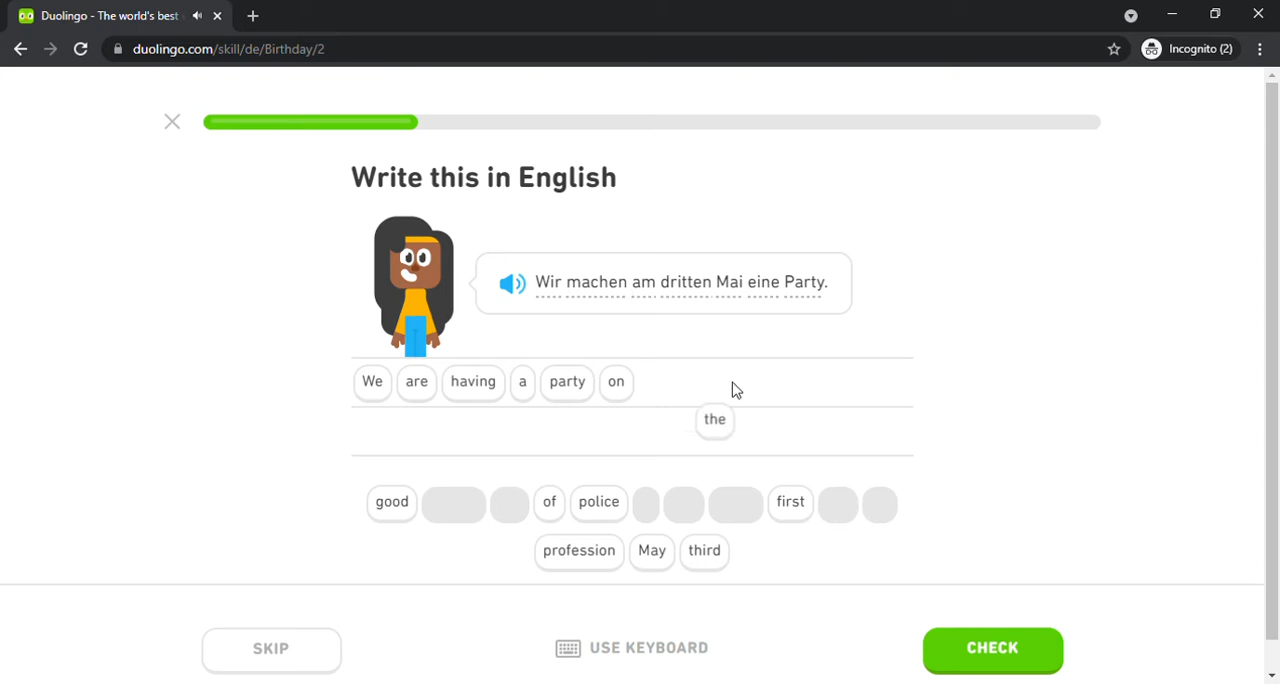 Duolingo - The world's best
duolingo.com/skill/de/Birthday/2
Incognito (2)
Write this in English
Wir machen am dritten Mai eine Party.
We are having a party on
the
good of police first
profession May third
SKIP
USE KEYBOARD
CHECK